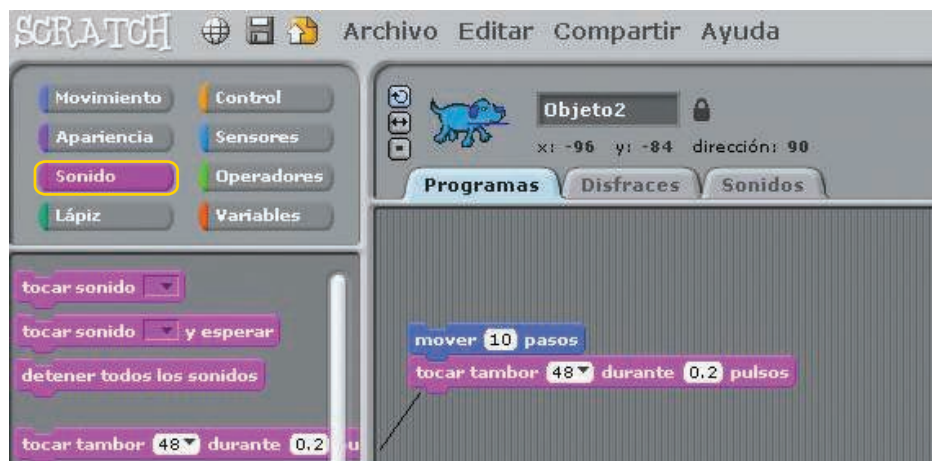 SCRATCH Archivo Editar Compartir Ayuda
Movimiento Control
Apariencia Sensores
Sonido Operadores
Lápiz Variables
Objeto2
x: -96 y: -84 dirección: 90
Programas Disfraces Sonidos
tocar sonido
tocar sonido y esperar
detener todos los sonidos
tocar tambor 48 durante 0.2
mover 10 pasos
tocar tambor 48 durante 0.2 pulsos